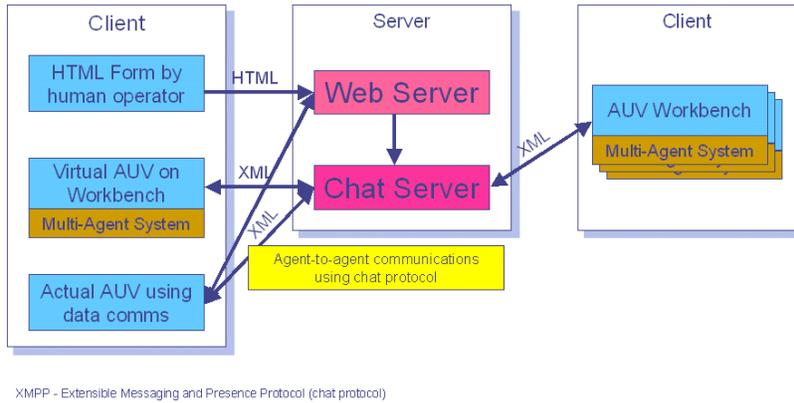 Client
HTML Form by
human operator
Virtual AUV on
Workbench
Multi-Agent System
Actual AUV using
data comms
HTML
XML
XML
Server
Web Server
Chat Server
Agent-to-agent communications
using chat protocol
XML
Client
AUV Workbench
Multi-Agent System
XMPP - Extensible Messaging and Presence Protocol (chat protocol)